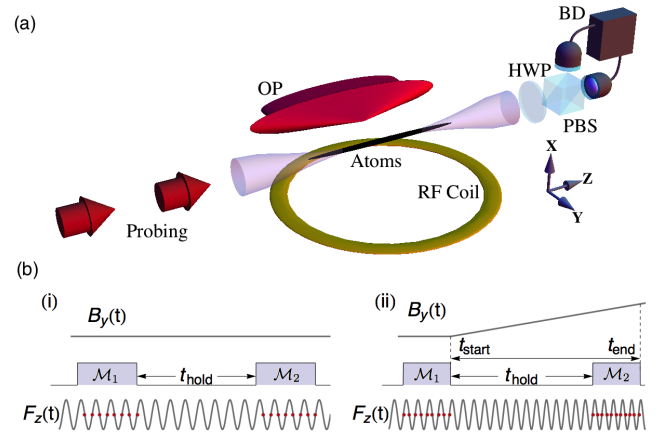 (a)
BD
HWP
OP
PBS
Atoms
X
Z
Y
RF Coil
Probing
(b)
(i)
(ii)
B_y(t)
B_y(t)
t_start
t_end
M_1
t_hold
M_2
M_1
t_hold
M_2
F_z(t)
F_z(t)